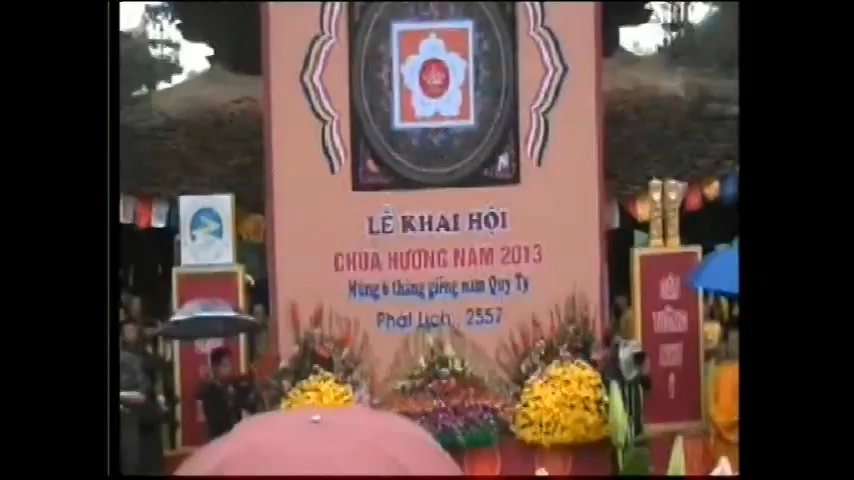 LỄ KHAI HỘI
CHÙA HƯƠNG NĂM 2013
Mùng 6 tháng giêng năm Quý Tỵ
Phật Lịch : 2557